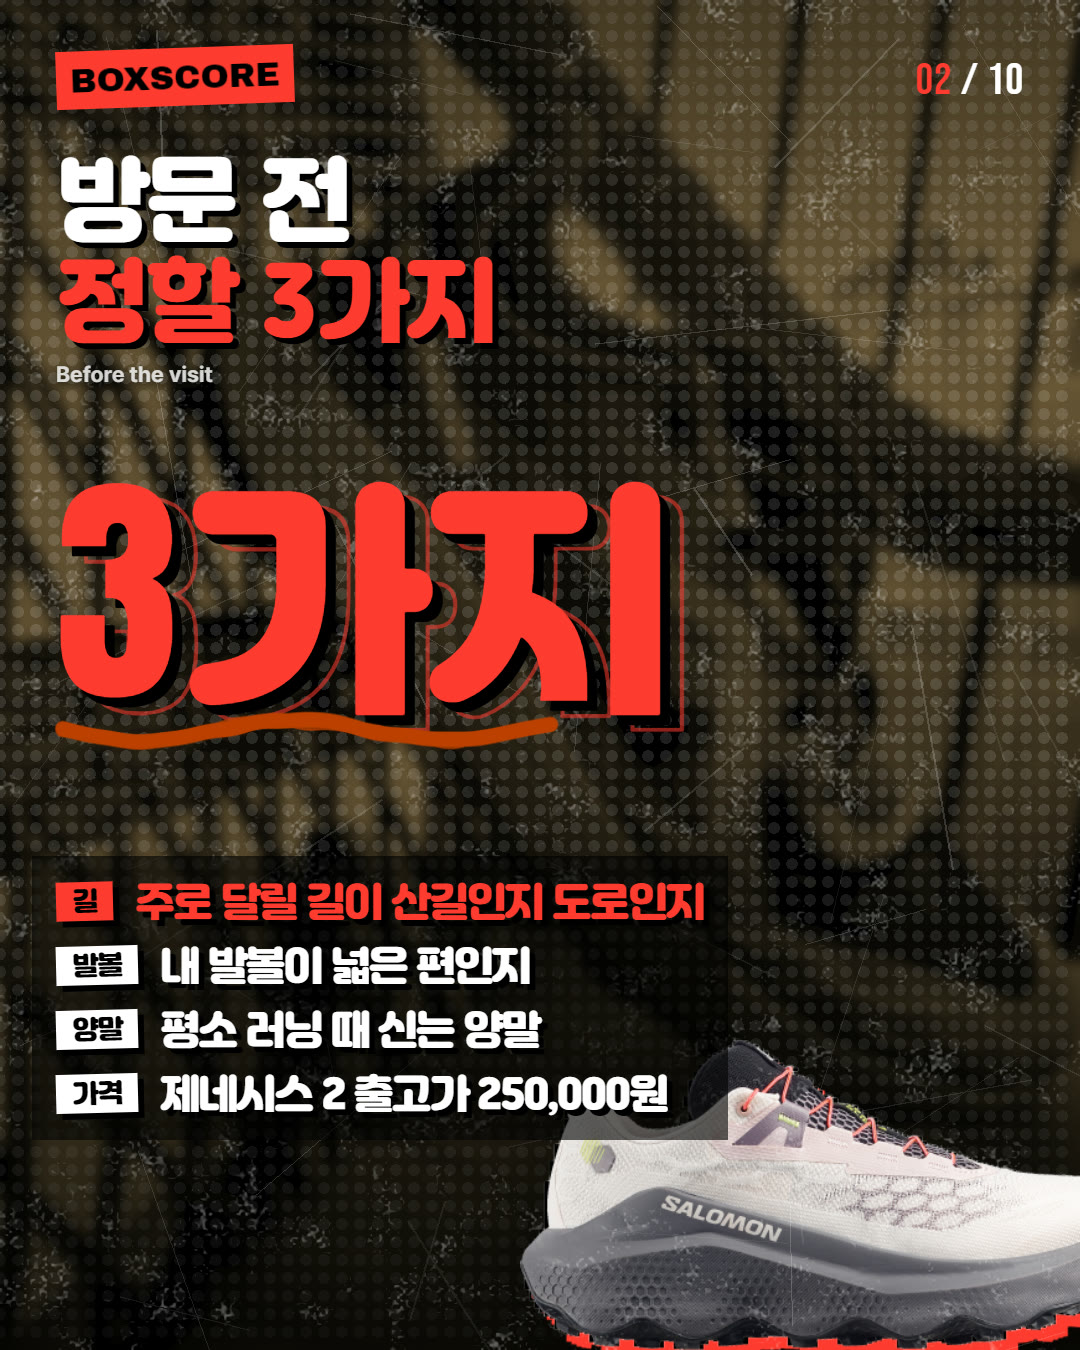 BOXSCORE
02 / 10
방문 전
정할 3가지
Before the visit
3가지
길 주로 달릴 길이 산길인지 도로인지
발볼 내 발볼이 넓은 편인지
양말 평소 러닝 때 신는 양말
가격 제네시스 2 출고가 250,000원
SALOMON